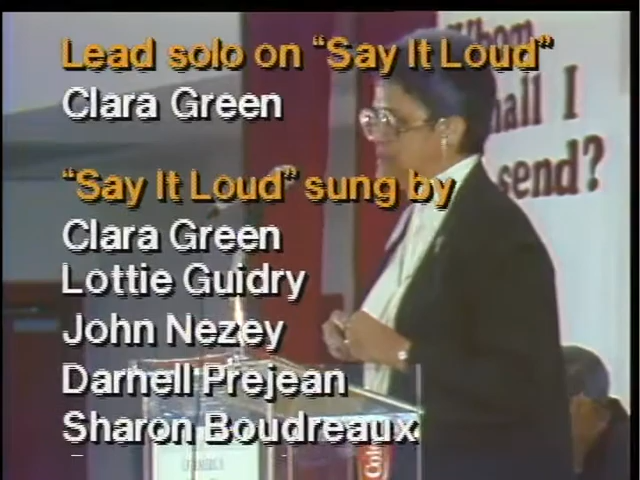 Lead solo on “Say It Loud”
Clara Green
“Say It Loud” sung by
Clara Green
Lottie Guidry
John Nezey
Darnell Prejean
Sharon Boudreaux
Whom
hall I
send?